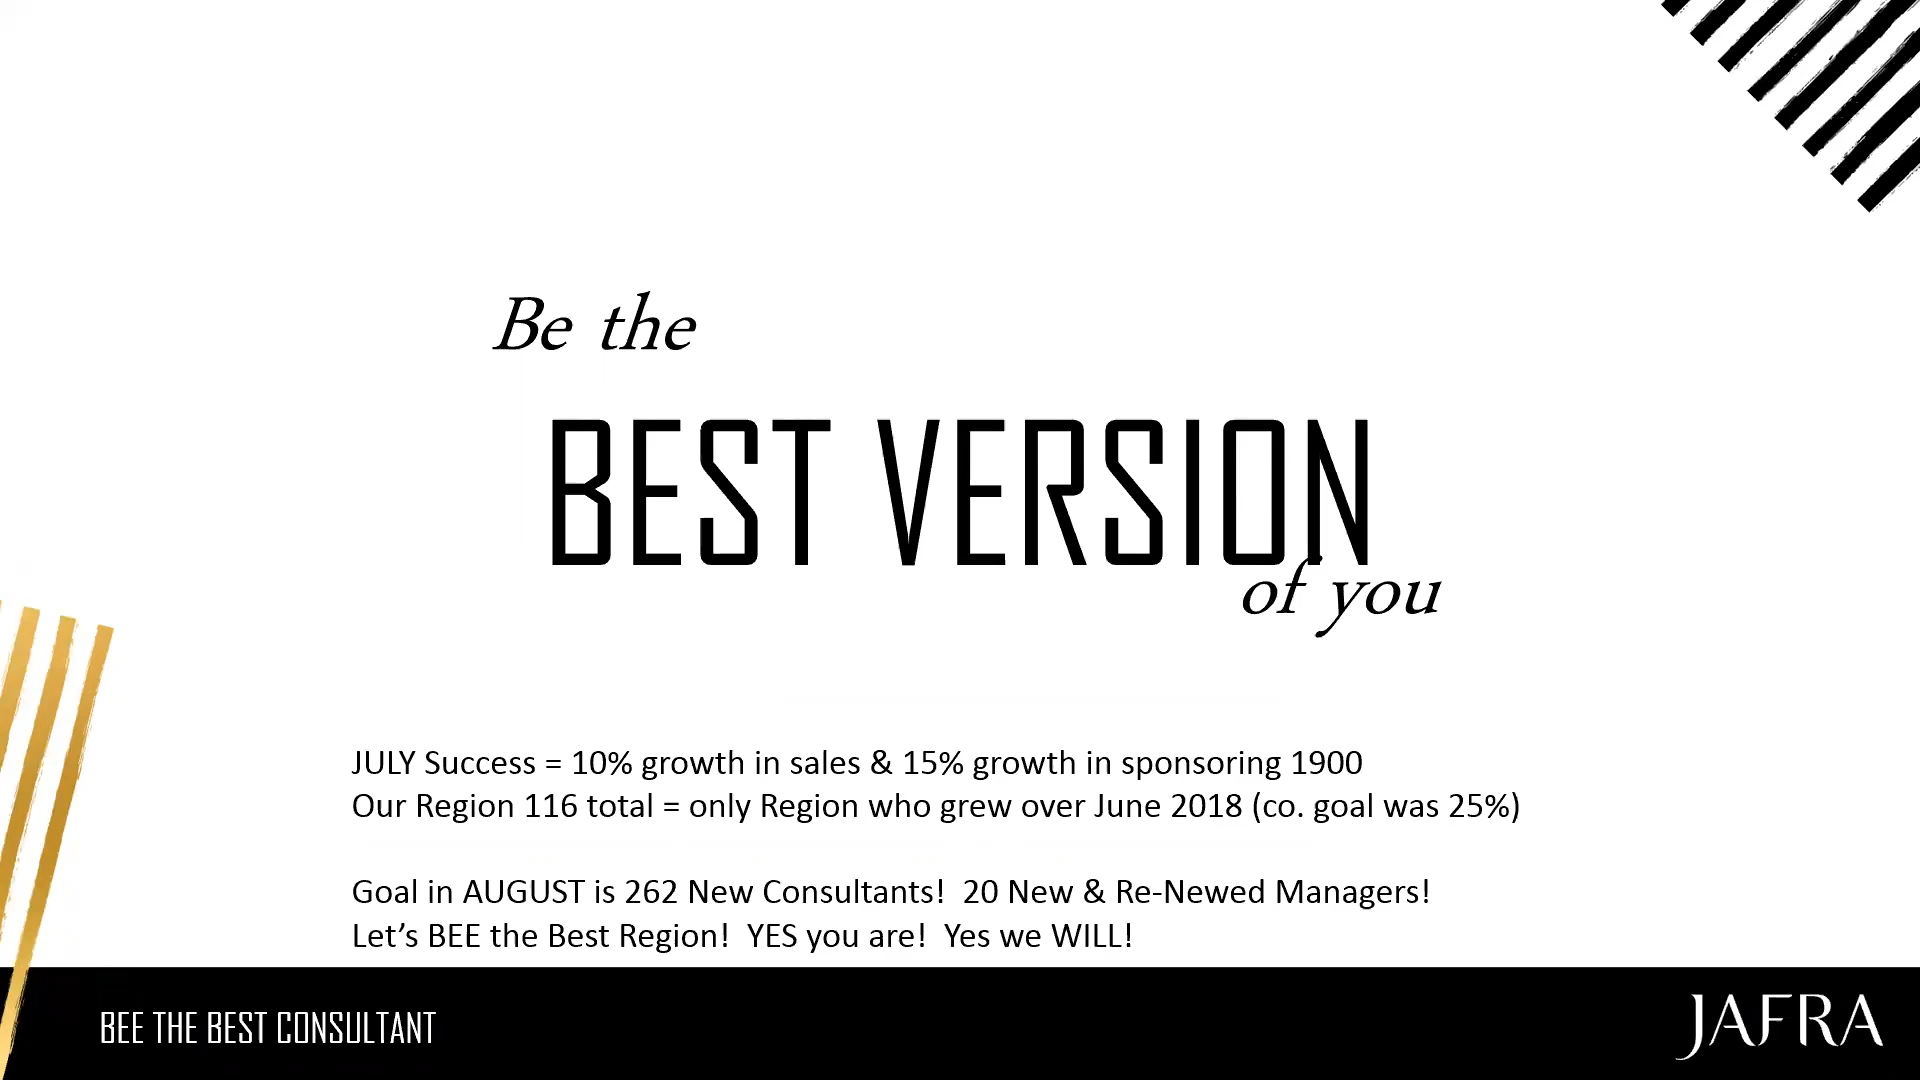 Be the
BEST VERSION
of you
JULY Success = 10% growth in sales & 15% growth in sponsoring 1900
Our Region 116 total = only Region who grew over June 2018 (co. goal was 25%)
Goal in AUGUST is 262 New Consultants!  20 New & Re-Newed Managers!
Let’s BEE the Best Region!  YES you are!  Yes we WILL!
BEE THE BEST CONSULTANT
JAFRA